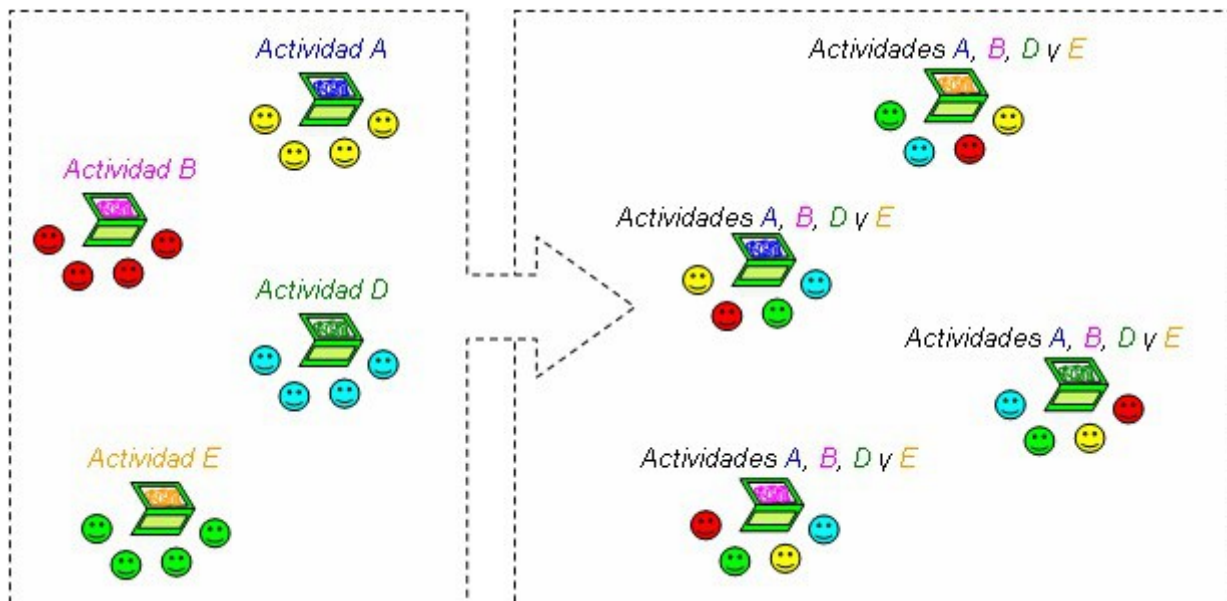 Actividad A
Actividad B
Actividad D
Actividad E
Actividades A, B, D y E
Actividades A, B, D y E
Actividades A, B, D y E
Actividades A, B, D y E